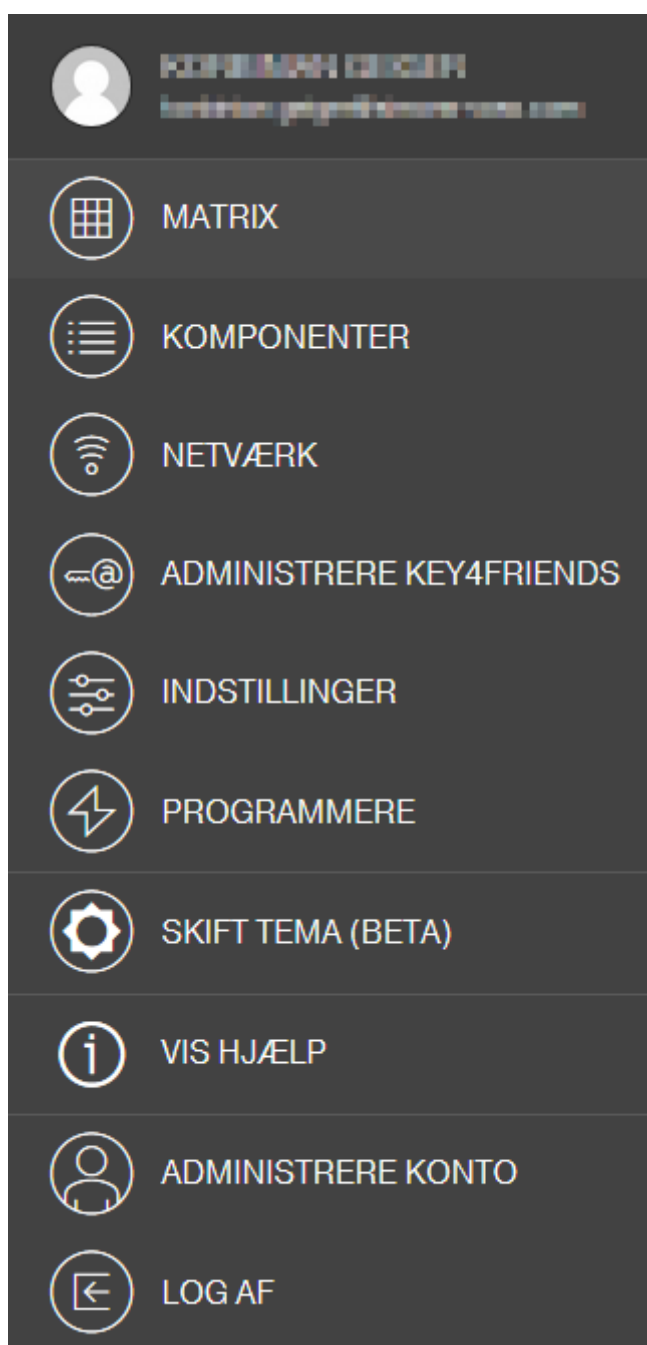 MATRIX
KOMPONENTER
NETVÆRK
ADMINISTRERE KEY4FRIENDS
INDSTILLINGER
PROGRAMMERE
SKIFT TEMA (BETA)
VIS HJÆLP
ADMINISTRERE KONTO
LOG AF